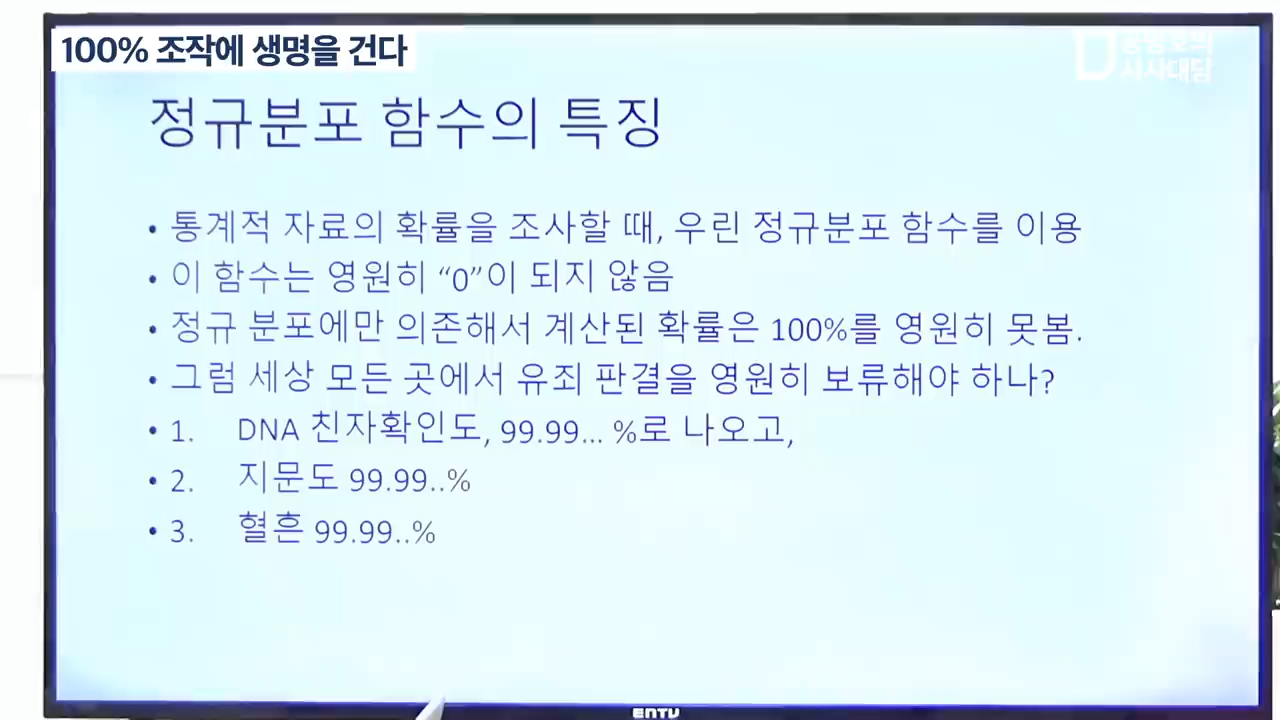 100% 조작에 생명을 건다
시사대담
정규분포 함수의 특징
• 통계적 자료의 확률을 조사할 때, 우린 정규분포 함수를 이용
• 이 함수는 영원히 “0”이 되지 않음
• 정규 분포에만 의존해서 계산된 확률은 100%를 영원히 못봄.
• 그럼 세상 모든 곳에서 유죄 판결을 영원히 보류해야 하나?
• 1. DNA 친자확인도, 99.99... %로 나오고,
• 2. 지문도 99.99..%
• 3. 혈흔 99.99..%
ENTV